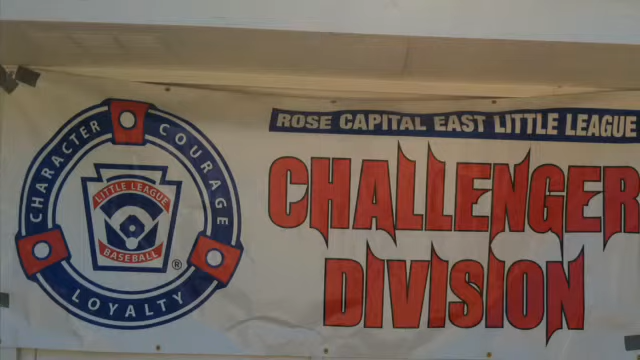 CHARACTER
COURAGE
LOYALTY
LITTLE LEAGUE
BASEBALL
®
ROSE CAPITAL EAST LITTLE LEAGUE
CHALLENGER
DIVISION